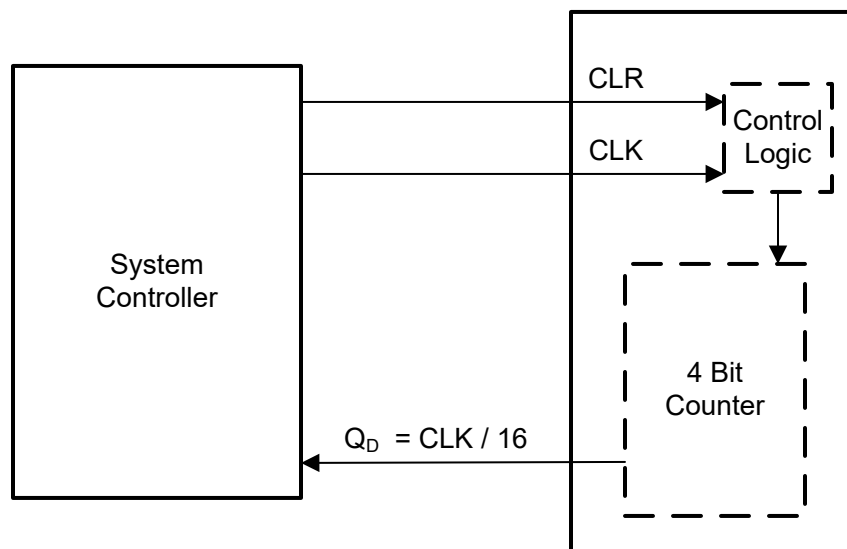 CLR
CLK
Control
Logic
System
Controller
4 Bit
Counter
Q_D = CLK / 16